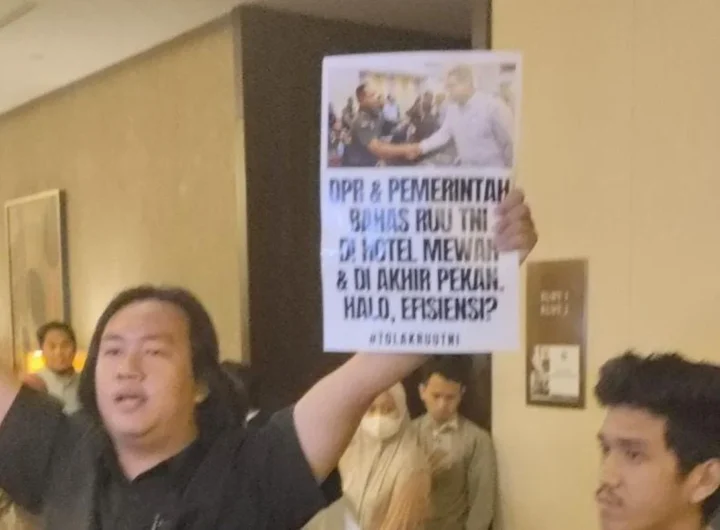 DPR & PEMERINTAH
BAHAS RUU TNI
DI HOTEL MEWAH
& DI AKHIR PEKAN.
HALO, EFISIENSI?
#TOLAKRUUTNI